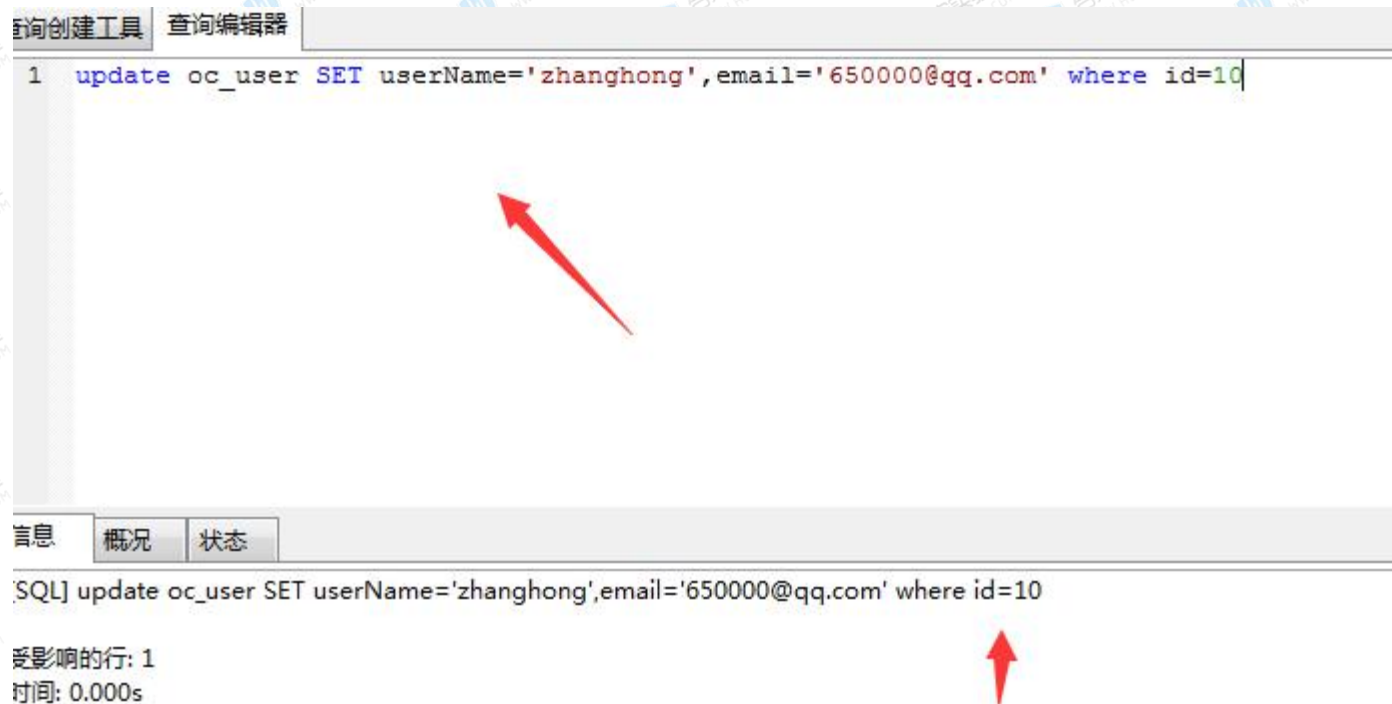 查询创建工具 查询编辑器
1 update oc_user SET userName='zhanghong',email='650000@qq.com' where id=10
信息 概况 状态
[SQL] update oc_user SET userName='zhanghong',email='650000@qq.com' where id=10
受影响的行: 1
时间: 0.000s